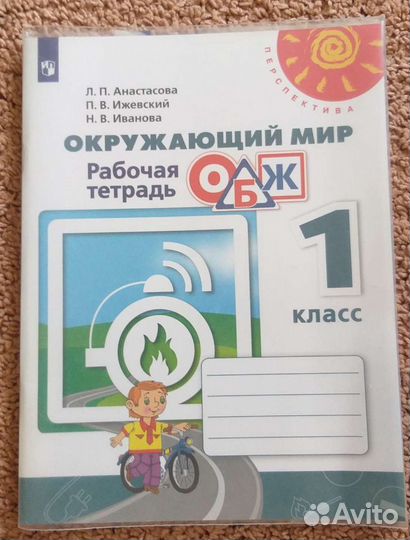 Л. П. Анастасова
П. В. Ижевский
Н. В. Иванова
ПЕРСПЕКТИВА
ОКРУЖАЮЩИЙ МИР
Рабочая
тетрадь
ОБЖ
1
класс
Avito